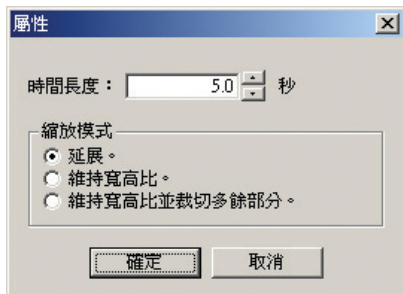 屬性
時間長度： 5.0 秒
縮放模式
延展。
維持寬高比。
維持寬高比並裁切多餘部分。
確定 取消